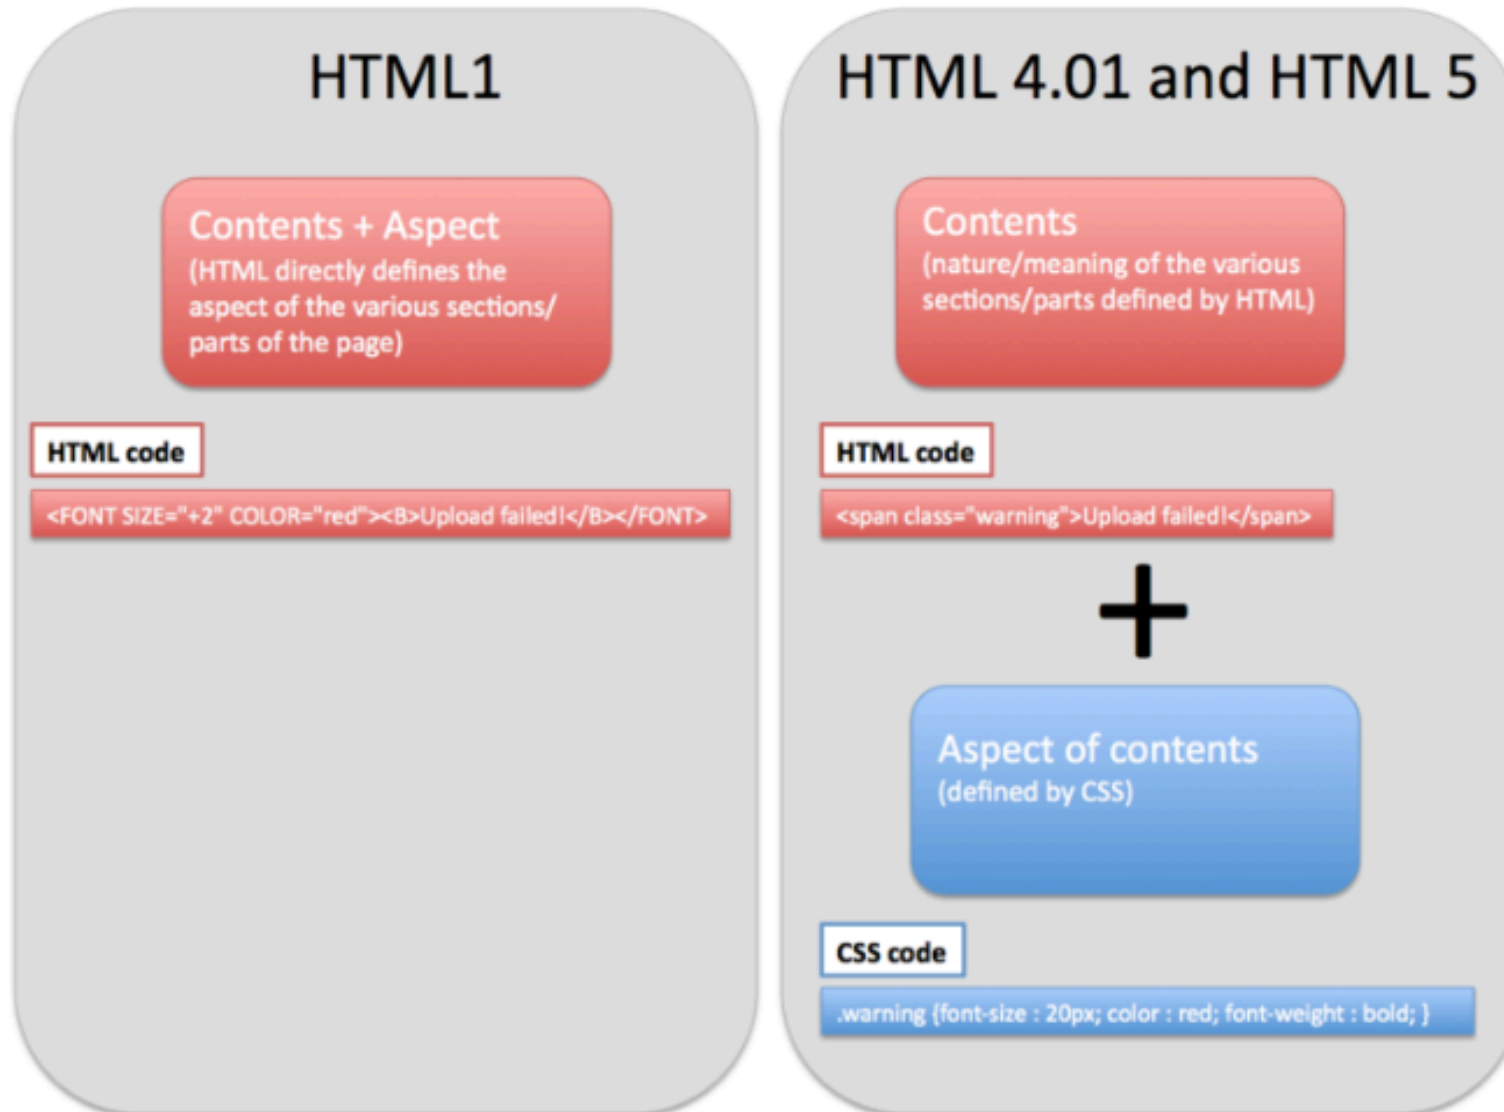 HTML1
Contents + Aspect
(HTML directly defines the
aspect of the various sections/
parts of the page)
HTML code
<FONT SIZE="+2" COLOR="red"><B>Upload failed!</B></FONT>
HTML 4.01 and HTML 5
Contents
(nature/meaning of the various
sections/parts defined by HTML)
HTML code
<span class="warning">Upload failed!</span>
+
Aspect of contents
(defined by CSS)
CSS code
.warning {font-size : 20px; color : red; font-weight : bold; }